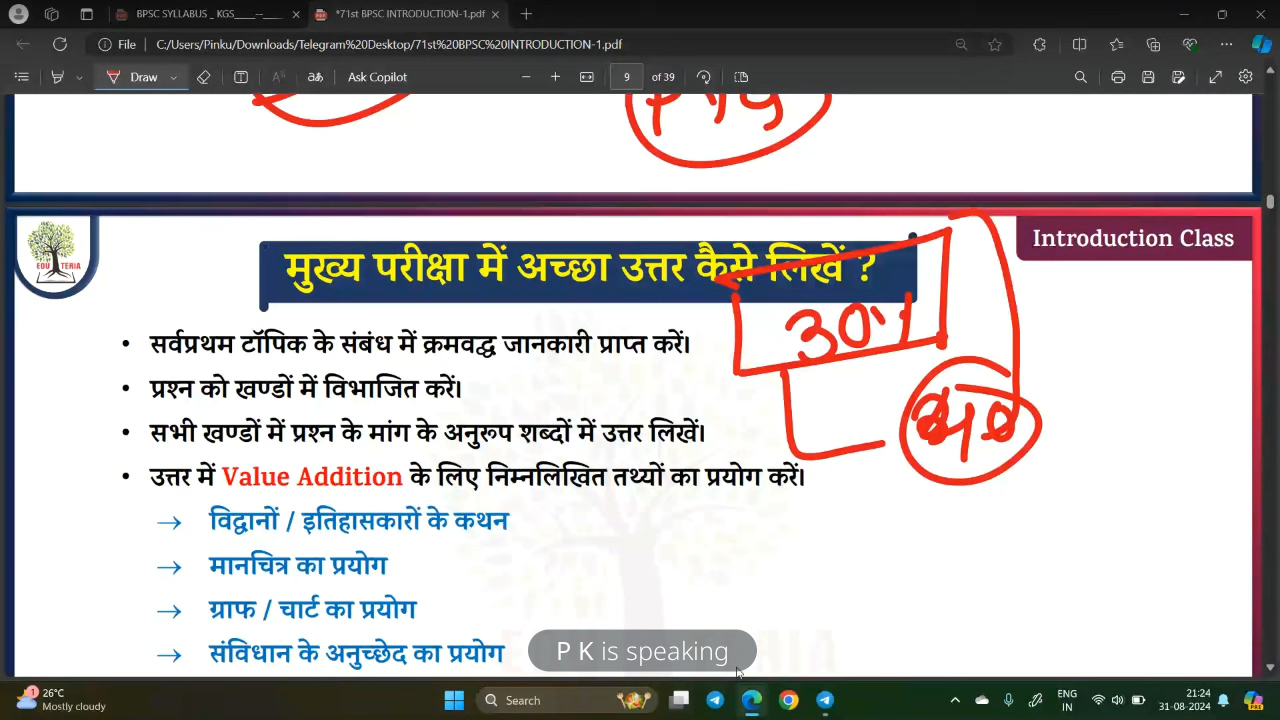 BPSC SYLLABUS _ KGS____--____--
*71st BPSC INTRODUCTION-1.pdf
File
C:/Users/Pinku/Downloads/Telegram%20Desktop/71st%20BPSC%20INTRODUCTION-1.pdf
Draw
Ask Copilot
9 of 39
Introduction Class
EDUTERIA
मुख्य परीक्षा में अच्छा उत्तर कैसे लिखें ?
• सर्वप्रथम टॉपिक के संबंध में क्रमवद्ध जानकारी प्राप्त करें।
30%
• प्रश्न को खण्डों में विभाजित करें।
• सभी खण्डों में प्रश्न के मांग के अनुरूप शब्दों में उत्तर लिखें।
• उत्तर में Value Addition के लिए निम्नलिखित तथ्यों का प्रयोग करें।
→ विद्वानों / इतिहासकारों के कथन
→ मानचित्र का प्रयोग
→ ग्राफ / चार्ट का प्रयोग
→ संविधान के अनुच्छेद का प्रयोग
P K is speaking
1
26°C
Mostly cloudy
Search
ENG
IN
21:24
31-08-2024